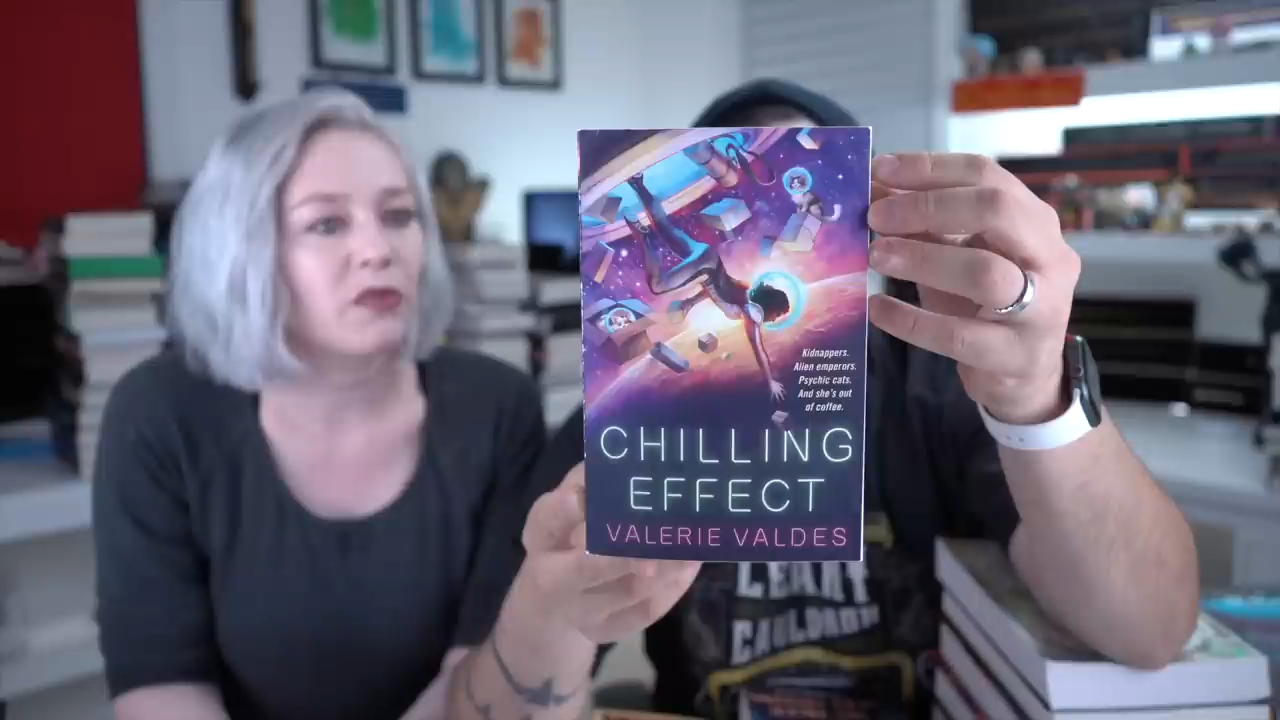 Kidnappers.
Alien emperors.
Psychic cats.
And she's out
of coffee.
CHILLING
EFFECT
VALERIE VALDES
LEAKY
CAULDRON